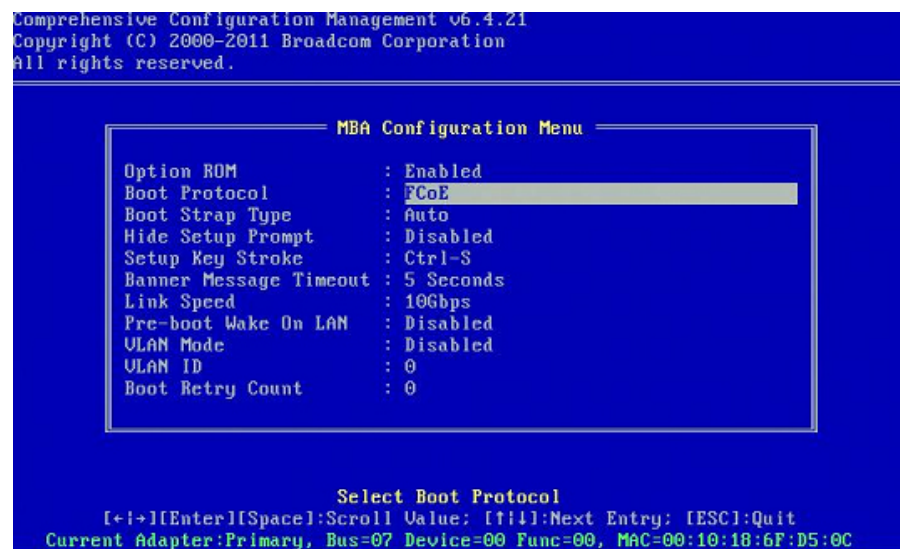 Comprehensive Configuration Management v6.4.21
Copyright (C) 2000-2011 Broadcom Corporation
All rights reserved.
MBA Configuration Menu
Option ROM : Enabled
Boot Protocol : FCoE
Boot Strap Type : Auto
Hide Setup Prompt : Disabled
Setup Key Stroke : Ctrl-S
Banner Message Timeout : 5 Seconds
Link Speed : 10Gbps
Pre-boot Wake On LAN : Disabled
VLAN Mode : Disabled
VLAN ID : 0
Boot Retry Count : 0
Select Boot Protocol
[←|→][Enter][Space]:Scroll Value; [↑|↓]:Next Entry; [ESC]:Quit
Current Adapter:Primary, Bus=07 Device=00 Func=00, MAC=00:10:18:6F:D5:0C